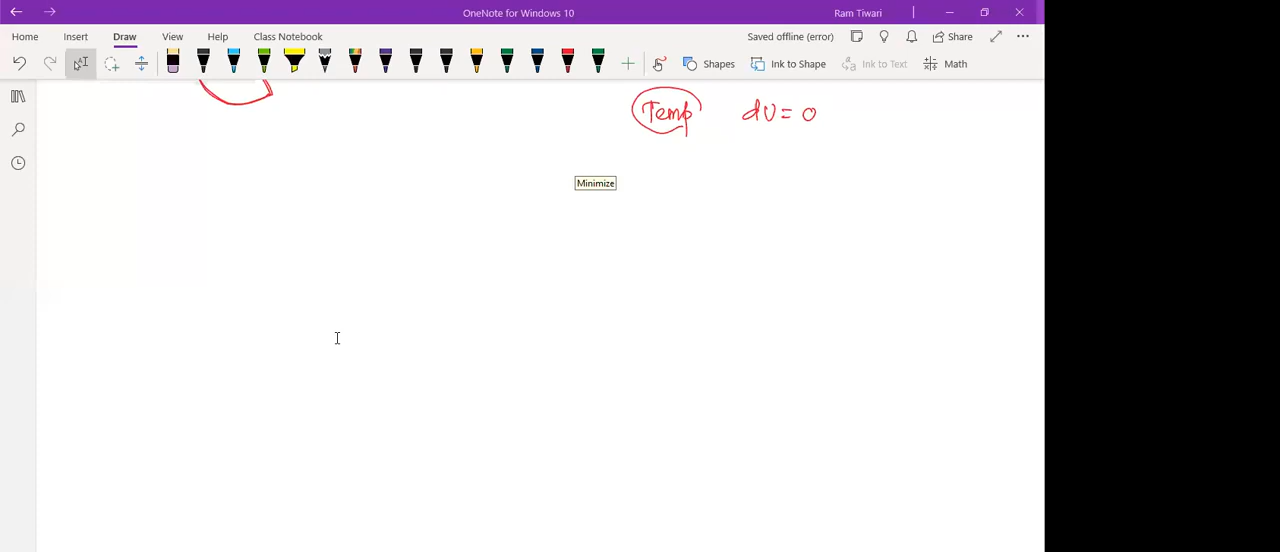 OneNote for Windows 10
Ram Tiwari
Home Insert Draw View Help Class Notebook
Saved offline (error) Share
Shapes Ink to Shape Ink to Text Math
Temp dU = 0
Minimize